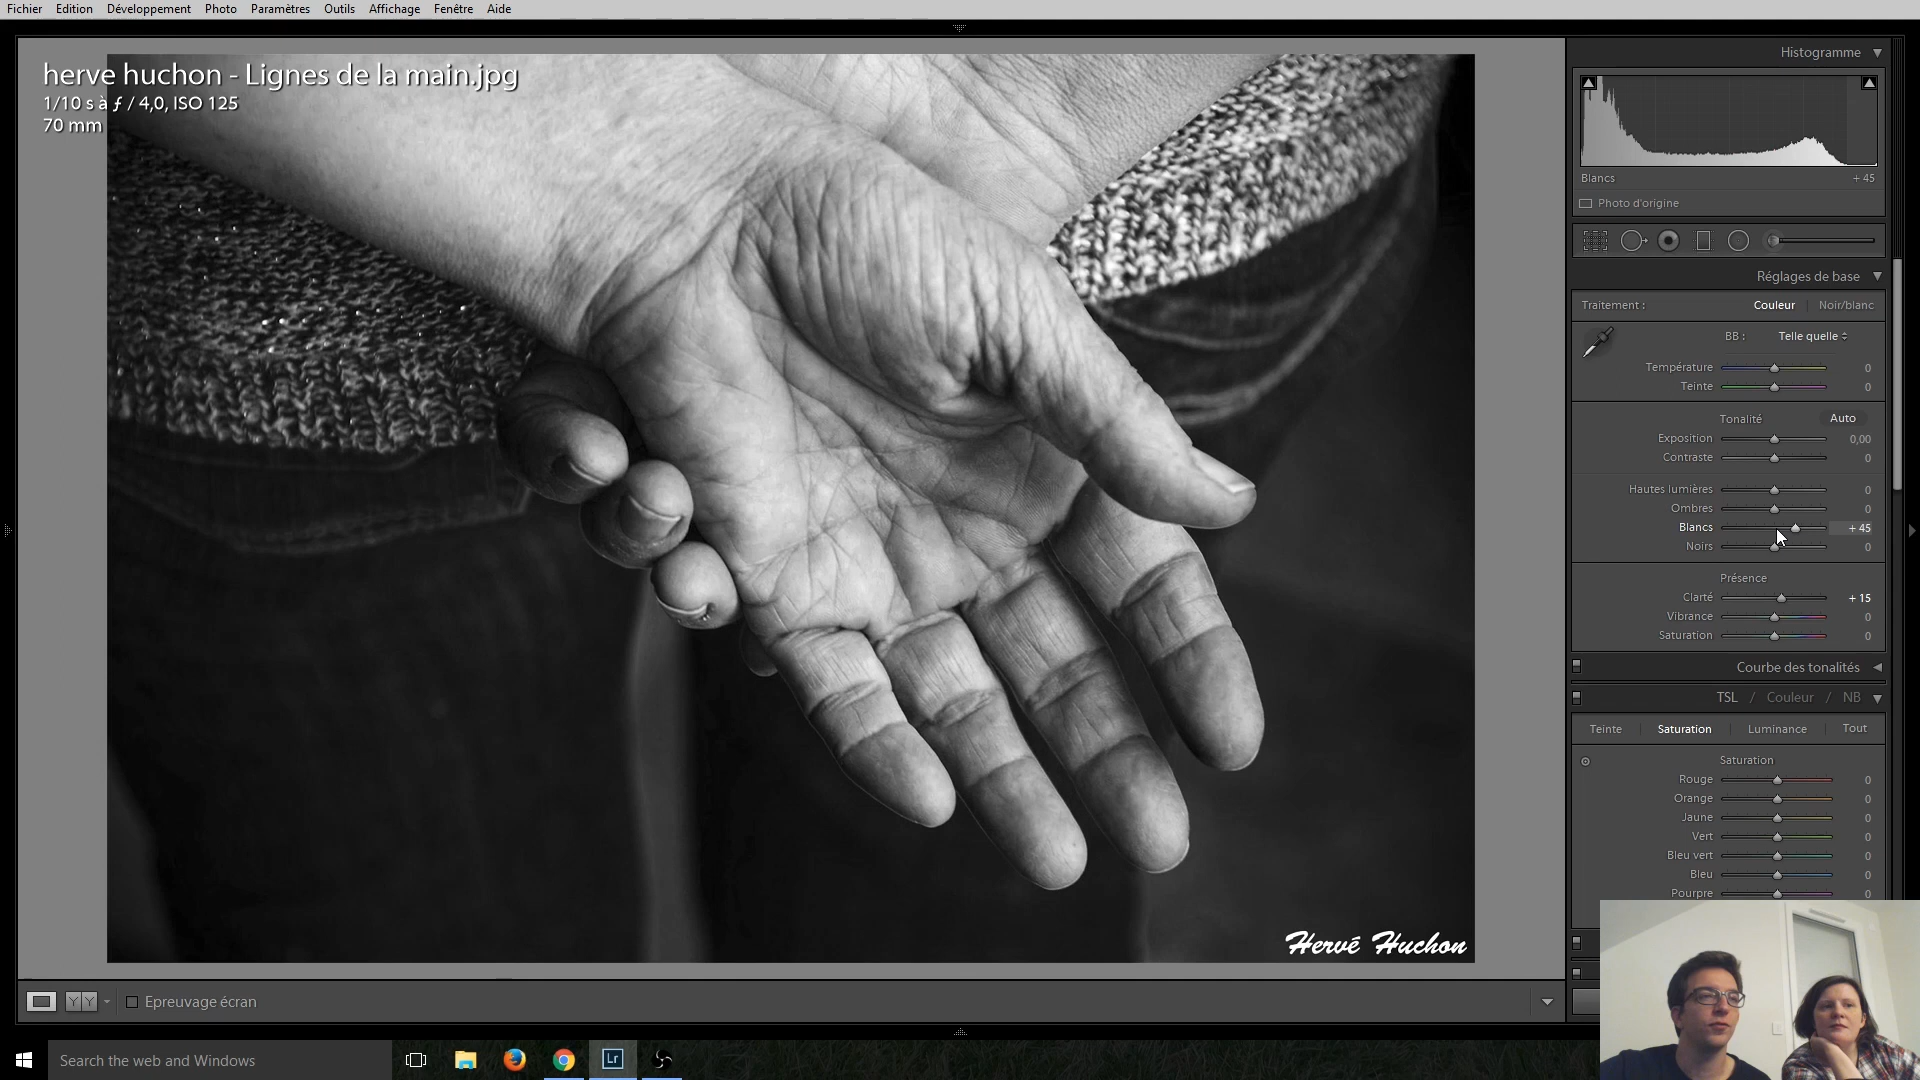 Fichier Edition Développement Photo Paramètres Outils Affichage Fenêtre Aide
herve huchon - Lignes de la main.jpg
1/10 s à ƒ / 4,0, ISO 125
70 mm
Hervé Huchon
Histogramme
Blancs + 45
Photo d'origine
Réglages de base
Traitement : Couleur Noir/blanc
BB : Telle quelle
Température 0
Teinte 0
Tonalité Auto
Exposition 0,00
Contraste 0
Hautes lumières 0
Ombres 0
Blancs + 45
Noirs 0
Présence
Clarté + 15
Vibrance 0
Saturation 0
Courbe des tonalités
TSL / Couleur / NB
Teinte Saturation Luminance Tout
Saturation
Rouge 0
Orange 0
Jaune 0
Vert 0
Bleu vert 0
Bleu 0
Pourpre 0
YY Epreuvage écran
Search the web and Windows
Lr